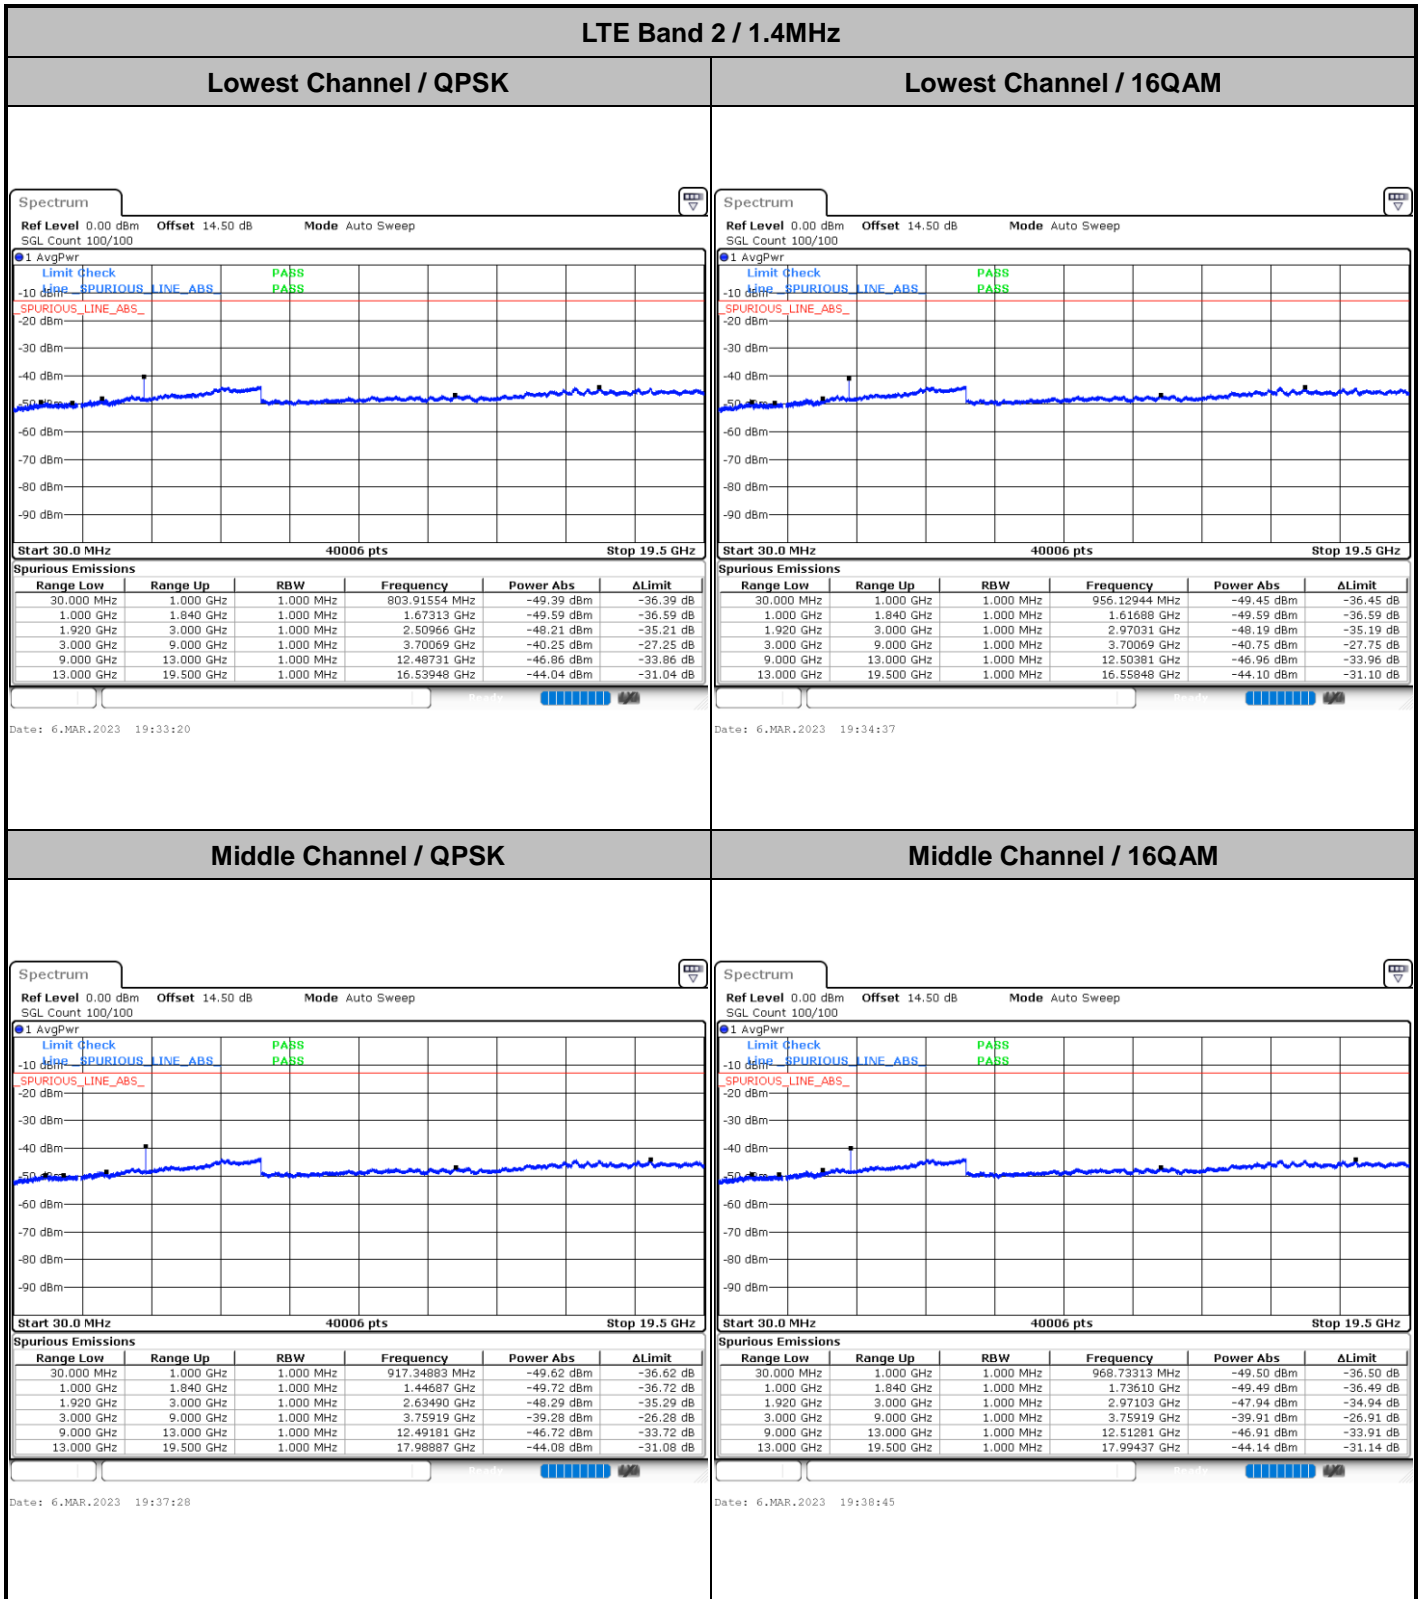 LTE Band 2 / 1.4MHz
Lowest Channel / QPSK
Lowest Channel / 16QAM
Spectrum
Ref Level 0.00 dBm Offset 14.50 dB Mode Auto Sweep
SGL Count 100/100
1 AvgPwr
Limit Check PASS
Line _SPURIOUS_LINE_ABS_ PASS
-10 dBm
_SPURIOUS_LINE_ABS_
-20 dBm
-30 dBm
-40 dBm
-50 dBm
-60 dBm
-70 dBm
-80 dBm
-90 dBm
Start 30.0 MHz 40006 pts Stop 19.5 GHz
Spurious Emissions
Range Low Range Up RBW Frequency Power Abs ΔLimit
30.000 MHz 1.000 GHz 1.000 MHz 803.91554 MHz -49.39 dBm -36.39 dB
1.000 GHz 1.840 GHz 1.000 MHz 1.67313 GHz -49.59 dBm -36.59 dB
1.920 GHz 3.000 GHz 1.000 MHz 2.50966 GHz -48.21 dBm -35.21 dB
3.000 GHz 9.000 GHz 1.000 MHz 3.70069 GHz -40.25 dBm -27.25 dB
9.000 GHz 13.000 GHz 1.000 MHz 12.48731 GHz -46.86 dBm -33.86 dB
13.000 GHz 19.500 GHz 1.000 MHz 16.53948 GHz -44.04 dBm -31.04 dB
Ready
Date: 6.MAR.2023 19:33:20
Spectrum
Ref Level 0.00 dBm Offset 14.50 dB Mode Auto Sweep
SGL Count 100/100
1 AvgPwr
Limit Check PASS
Line _SPURIOUS_LINE_ABS_ PASS
-10 dBm
_SPURIOUS_LINE_ABS_
-20 dBm
-30 dBm
-40 dBm
-50 dBm
-60 dBm
-70 dBm
-80 dBm
-90 dBm
Start 30.0 MHz 40006 pts Stop 19.5 GHz
Spurious Emissions
Range Low Range Up RBW Frequency Power Abs ΔLimit
30.000 MHz 1.000 GHz 1.000 MHz 956.12944 MHz -49.45 dBm -36.45 dB
1.000 GHz 1.840 GHz 1.000 MHz 1.61688 GHz -49.59 dBm -36.59 dB
1.920 GHz 3.000 GHz 1.000 MHz 2.97031 GHz -48.19 dBm -35.19 dB
3.000 GHz 9.000 GHz 1.000 MHz 3.70069 GHz -40.75 dBm -27.75 dB
9.000 GHz 13.000 GHz 1.000 MHz 12.50381 GHz -46.96 dBm -33.96 dB
13.000 GHz 19.500 GHz 1.000 MHz 16.55848 GHz -44.10 dBm -31.10 dB
Ready
Date: 6.MAR.2023 19:34:37
Middle Channel / QPSK
Middle Channel / 16QAM
Spectrum
Ref Level 0.00 dBm Offset 14.50 dB Mode Auto Sweep
SGL Count 100/100
1 AvgPwr
Limit Check PASS
Line _SPURIOUS_LINE_ABS_ PASS
-10 dBm
_SPURIOUS_LINE_ABS_
-20 dBm
-30 dBm
-40 dBm
-50 dBm
-60 dBm
-70 dBm
-80 dBm
-90 dBm
Start 30.0 MHz 40006 pts Stop 19.5 GHz
Spurious Emissions
Range Low Range Up RBW Frequency Power Abs ΔLimit
30.000 MHz 1.000 GHz 1.000 MHz 917.34883 MHz -49.62 dBm -36.62 dB
1.000 GHz 1.840 GHz 1.000 MHz 1.44687 GHz -49.72 dBm -36.72 dB
1.920 GHz 3.000 GHz 1.000 MHz 2.63490 GHz -48.29 dBm -35.29 dB
3.000 GHz 9.000 GHz 1.000 MHz 3.75919 GHz -39.28 dBm -26.28 dB
9.000 GHz 13.000 GHz 1.000 MHz 12.49181 GHz -46.72 dBm -33.72 dB
13.000 GHz 19.500 GHz 1.000 MHz 17.98887 GHz -44.08 dBm -31.08 dB
Ready
Date: 6.MAR.2023 19:37:28
Spectrum
Ref Level 0.00 dBm Offset 14.50 dB Mode Auto Sweep
SGL Count 100/100
1 AvgPwr
Limit Check PASS
Line _SPURIOUS_LINE_ABS_ PASS
-10 dBm
_SPURIOUS_LINE_ABS_
-20 dBm
-30 dBm
-40 dBm
-50 dBm
-60 dBm
-70 dBm
-80 dBm
-90 dBm
Start 30.0 MHz 40006 pts Stop 19.5 GHz
Spurious Emissions
Range Low Range Up RBW Frequency Power Abs ΔLimit
30.000 MHz 1.000 GHz 1.000 MHz 968.73313 MHz -49.50 dBm -36.50 dB
1.000 GHz 1.840 GHz 1.000 MHz 1.73610 GHz -49.49 dBm -36.49 dB
1.920 GHz 3.000 GHz 1.000 MHz 2.97103 GHz -47.94 dBm -34.94 dB
3.000 GHz 9.000 GHz 1.000 MHz 3.75919 GHz -39.91 dBm -26.91 dB
9.000 GHz 13.000 GHz 1.000 MHz 12.51281 GHz -46.91 dBm -33.91 dB
13.000 GHz 19.500 GHz 1.000 MHz 17.99437 GHz -44.14 dBm -31.14 dB
Ready
Date: 6.MAR.2023 19:38:45